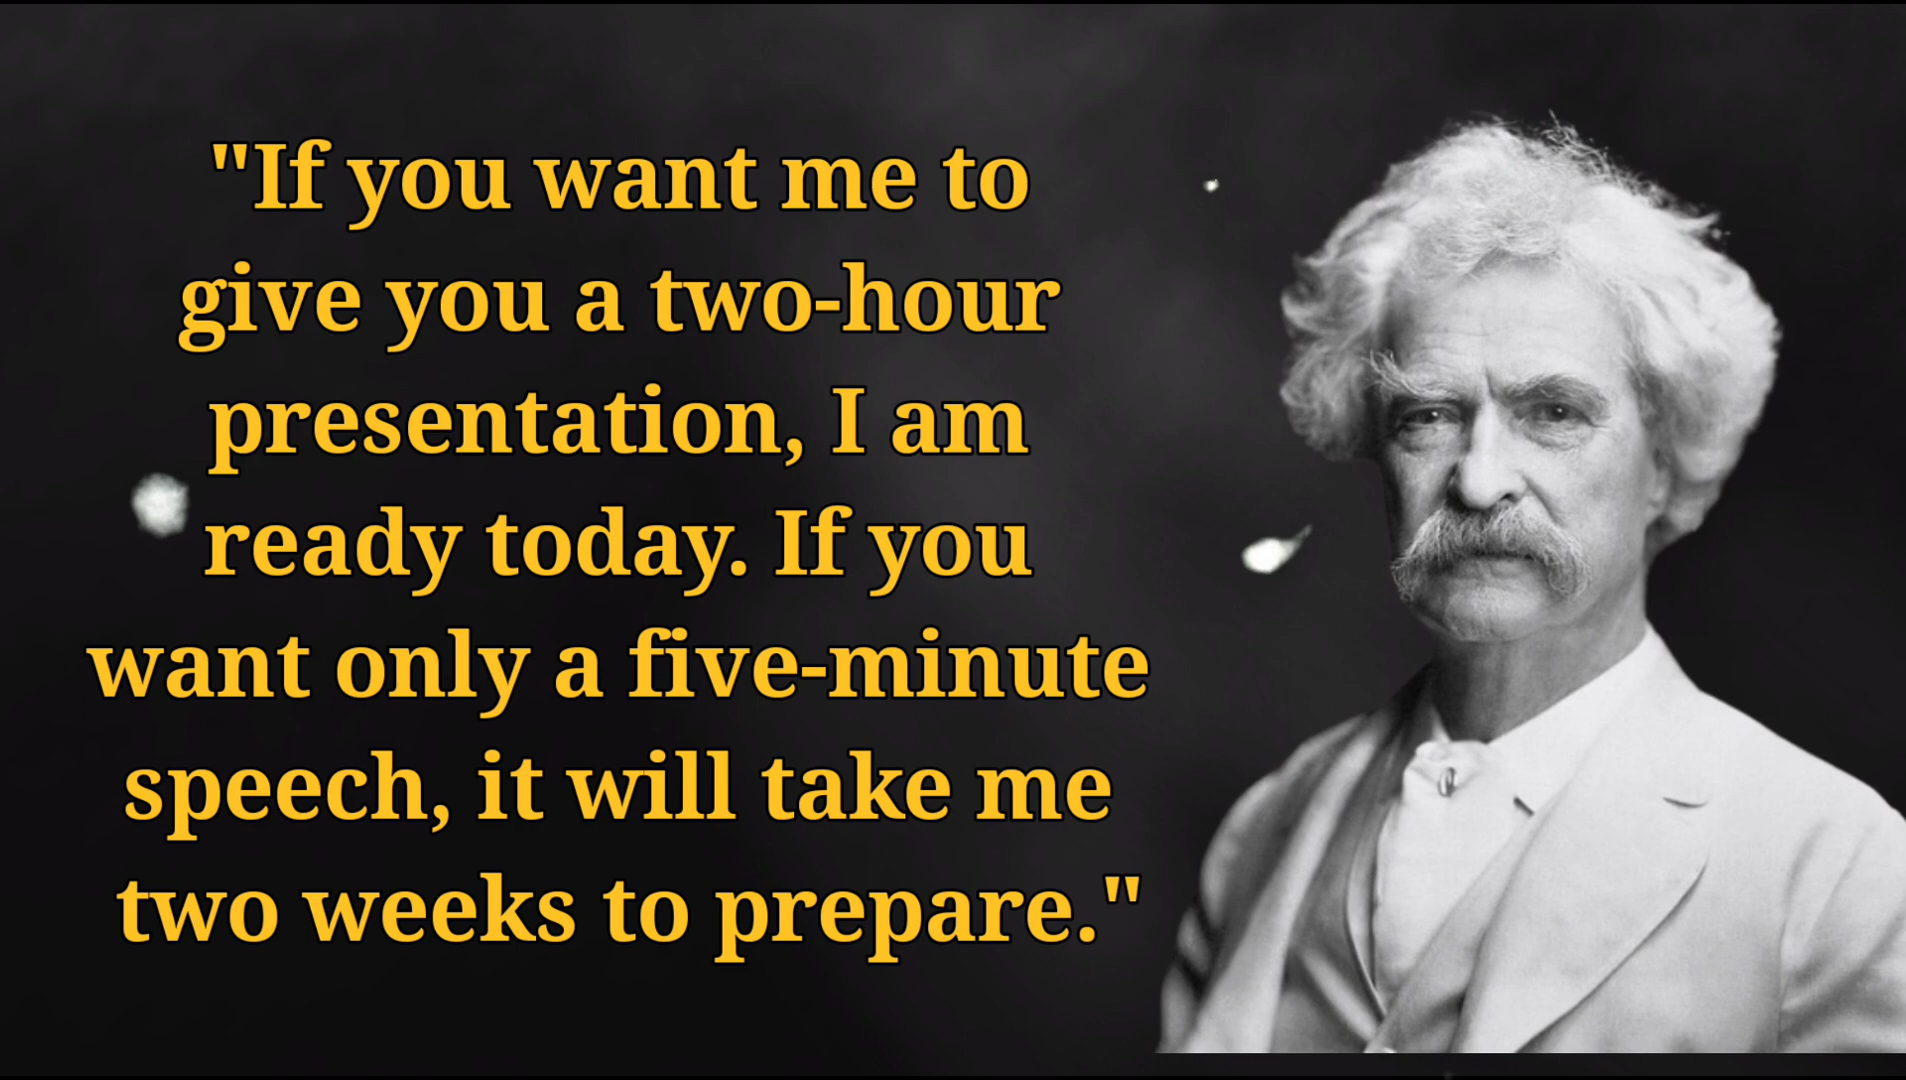 "If you want me to
give you a two-hour
presentation, I am
ready today. If you
want only a five-minute
speech, it will take me
two weeks to prepare."